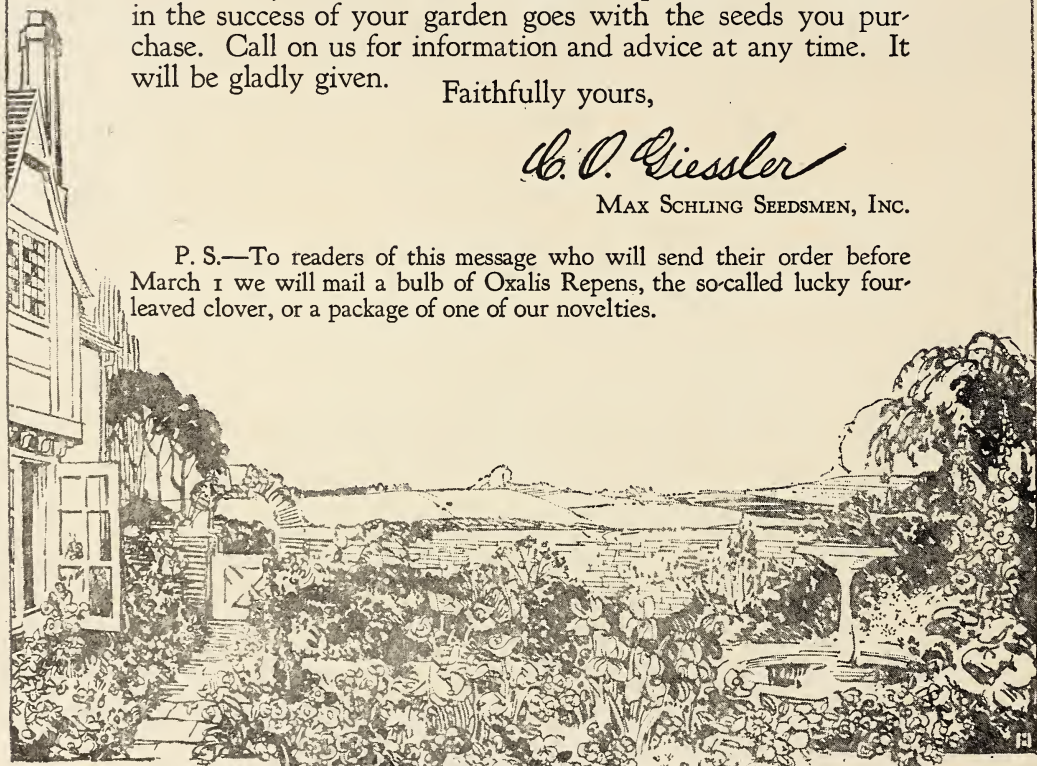 in the success of your garden goes with the seeds you pur-
chase. Call on us for information and advice at any time. It
will be gladly given.
Faithfully yours,
C. O. Giessler
MAX SCHLING SEEDSMEN, INC.
P. S.—To readers of this message who will send their order before
March 1 we will mail a bulb of Oxalis Repens, the so-called lucky four-
leaved clover, or a package of one of our novelties.
H